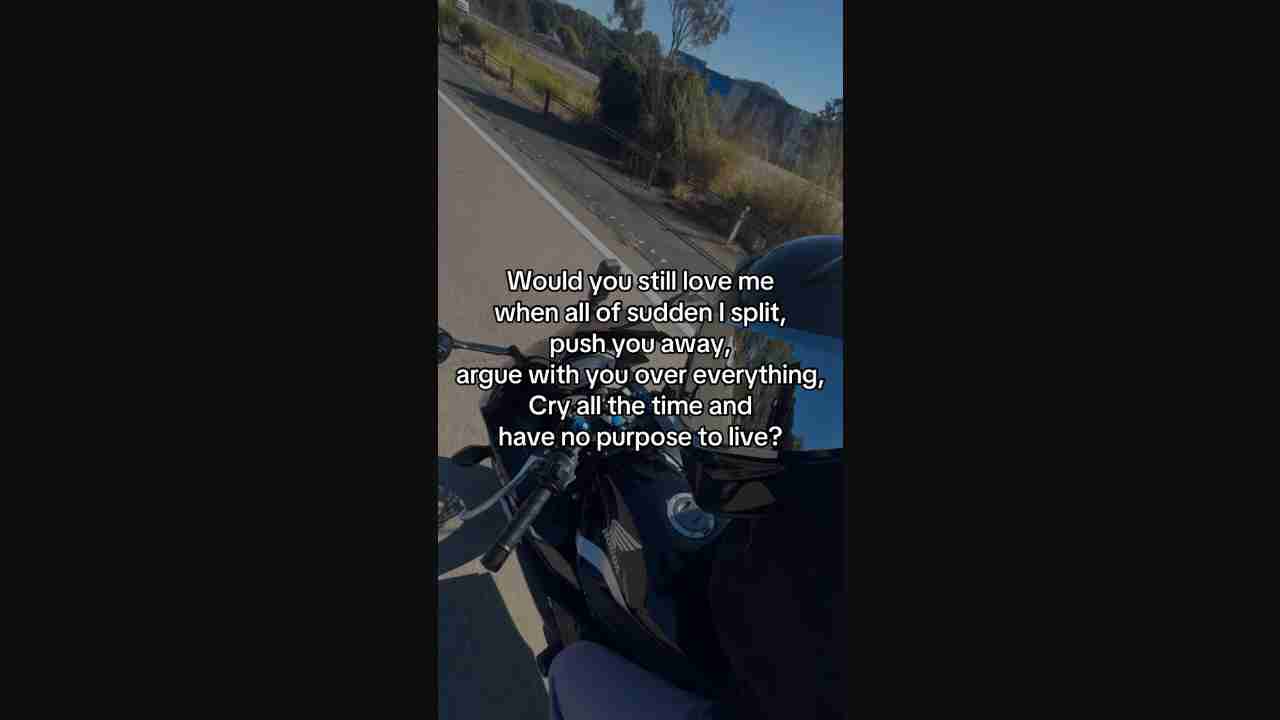 Would you still love me
when all of sudden I split,
push you away,
argue with you over everything,
Cry all the time and
have no purpose to live?